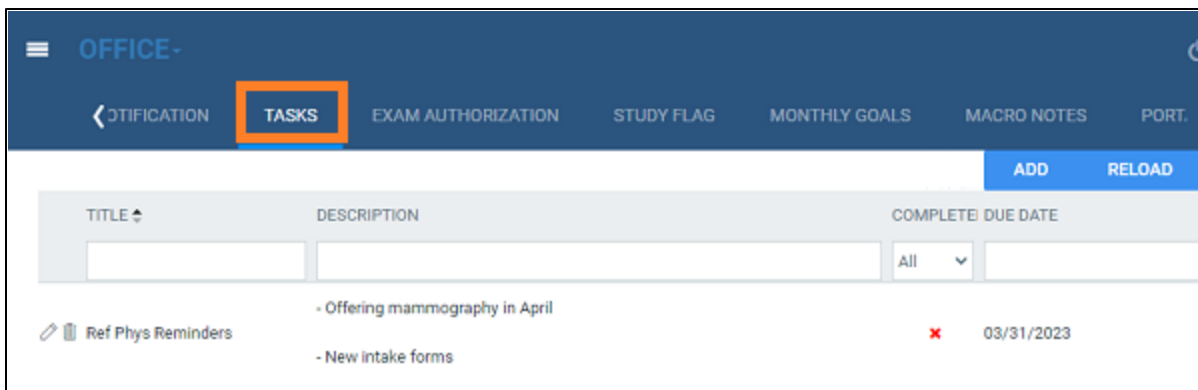 OFFICE
OTIFICATION TASKS EXAM AUTHORIZATION STUDY FLAG MONTHLY GOALS MACRO NOTES PORT.
ADD RELOAD
TITLE DESCRIPTION COMPLETE DUE DATE
All
- Offering mammography in April
Ref Phys Reminders 03/31/2023
- New intake forms